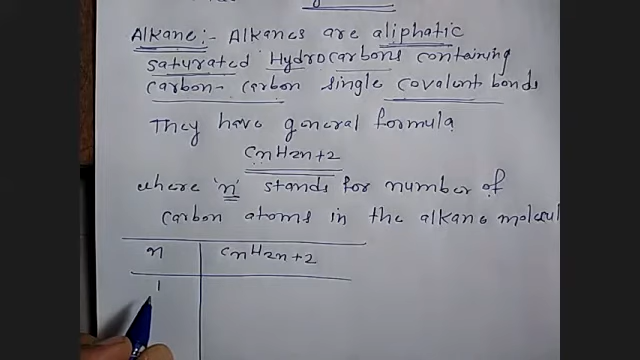 Alkane:- Alkanes are aliphatic
saturated Hydrocarbons containing
carbon-carbon single covalent bonds
They have general formula
CnH2n+2
where 'n' stands for number of
carbon atoms in the alkane molecul
n CnH2n+2
1